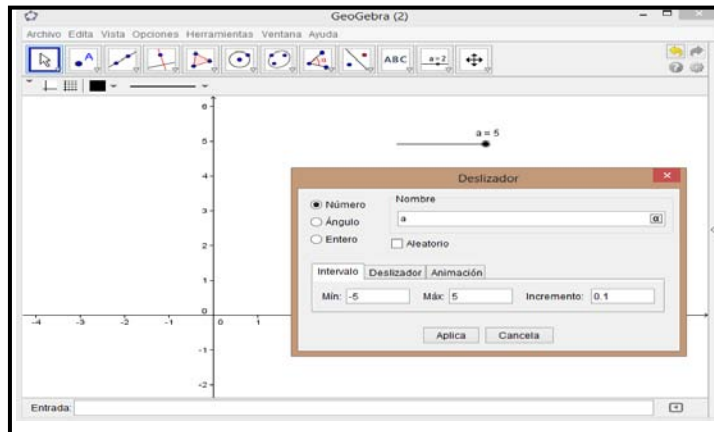 GeoGebra (2)
Archivo Edita Vista Opciones Herramientas Ventana Ayuda
A ABC a=2
6
5
4
3
2
1
0
-1
-2
-4 -3 -2 -1 0 1
a = 5
Deslizador
Número
Ángulo
Entero
Nombre
a α
Aleatorio
Intervalo Deslizador Animación
Mín: -5 Máx: 5 Incremento: 0.1
Aplica Cancela
Entrada: